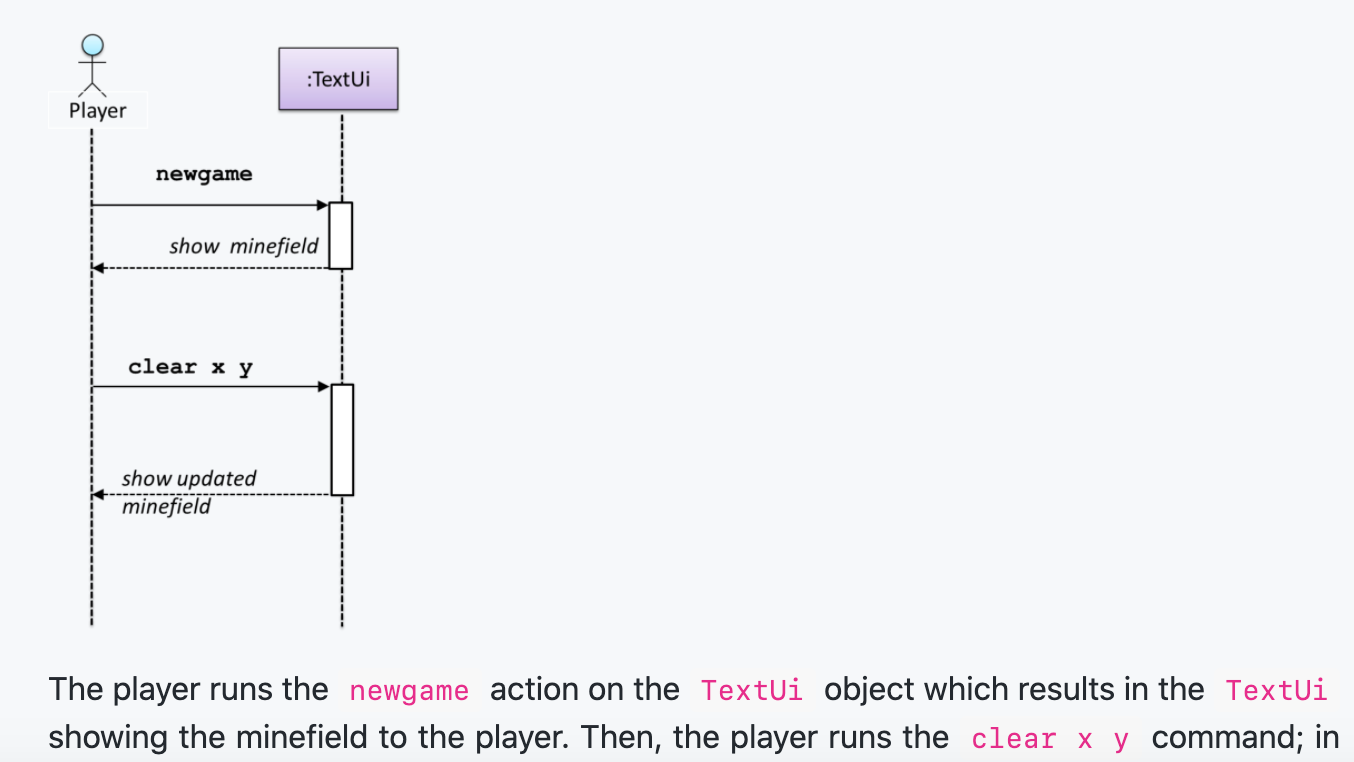 :TextUi
Player
newgame
show minefield
clear x y
show updated
minefield
The player runs the newgame action on the TextUi object which results in the TextUi
showing the minefield to the player. Then, the player runs the clear x y command; in